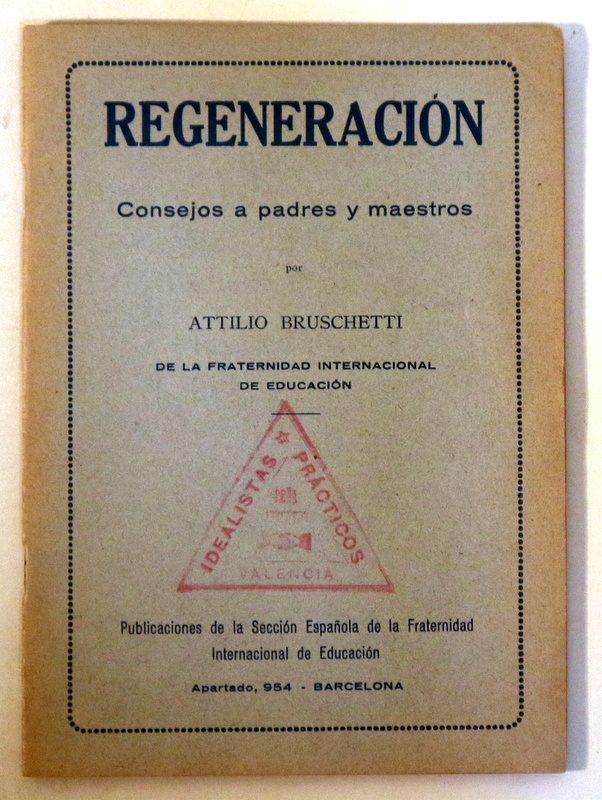 REGENERACIÓN
Consejos a padres y maestros
por
ATTILIO BRUSCHETTI
DE LA FRATERNIDAD INTERNACIONAL
DE EDUCACIÓN
IDEALISTAS PRÁCTICOS
VALENCIA
Publicaciones de la Sección Española de la Fraternidad
Internacional de Educación
Apartado, 954 - BARCELONA